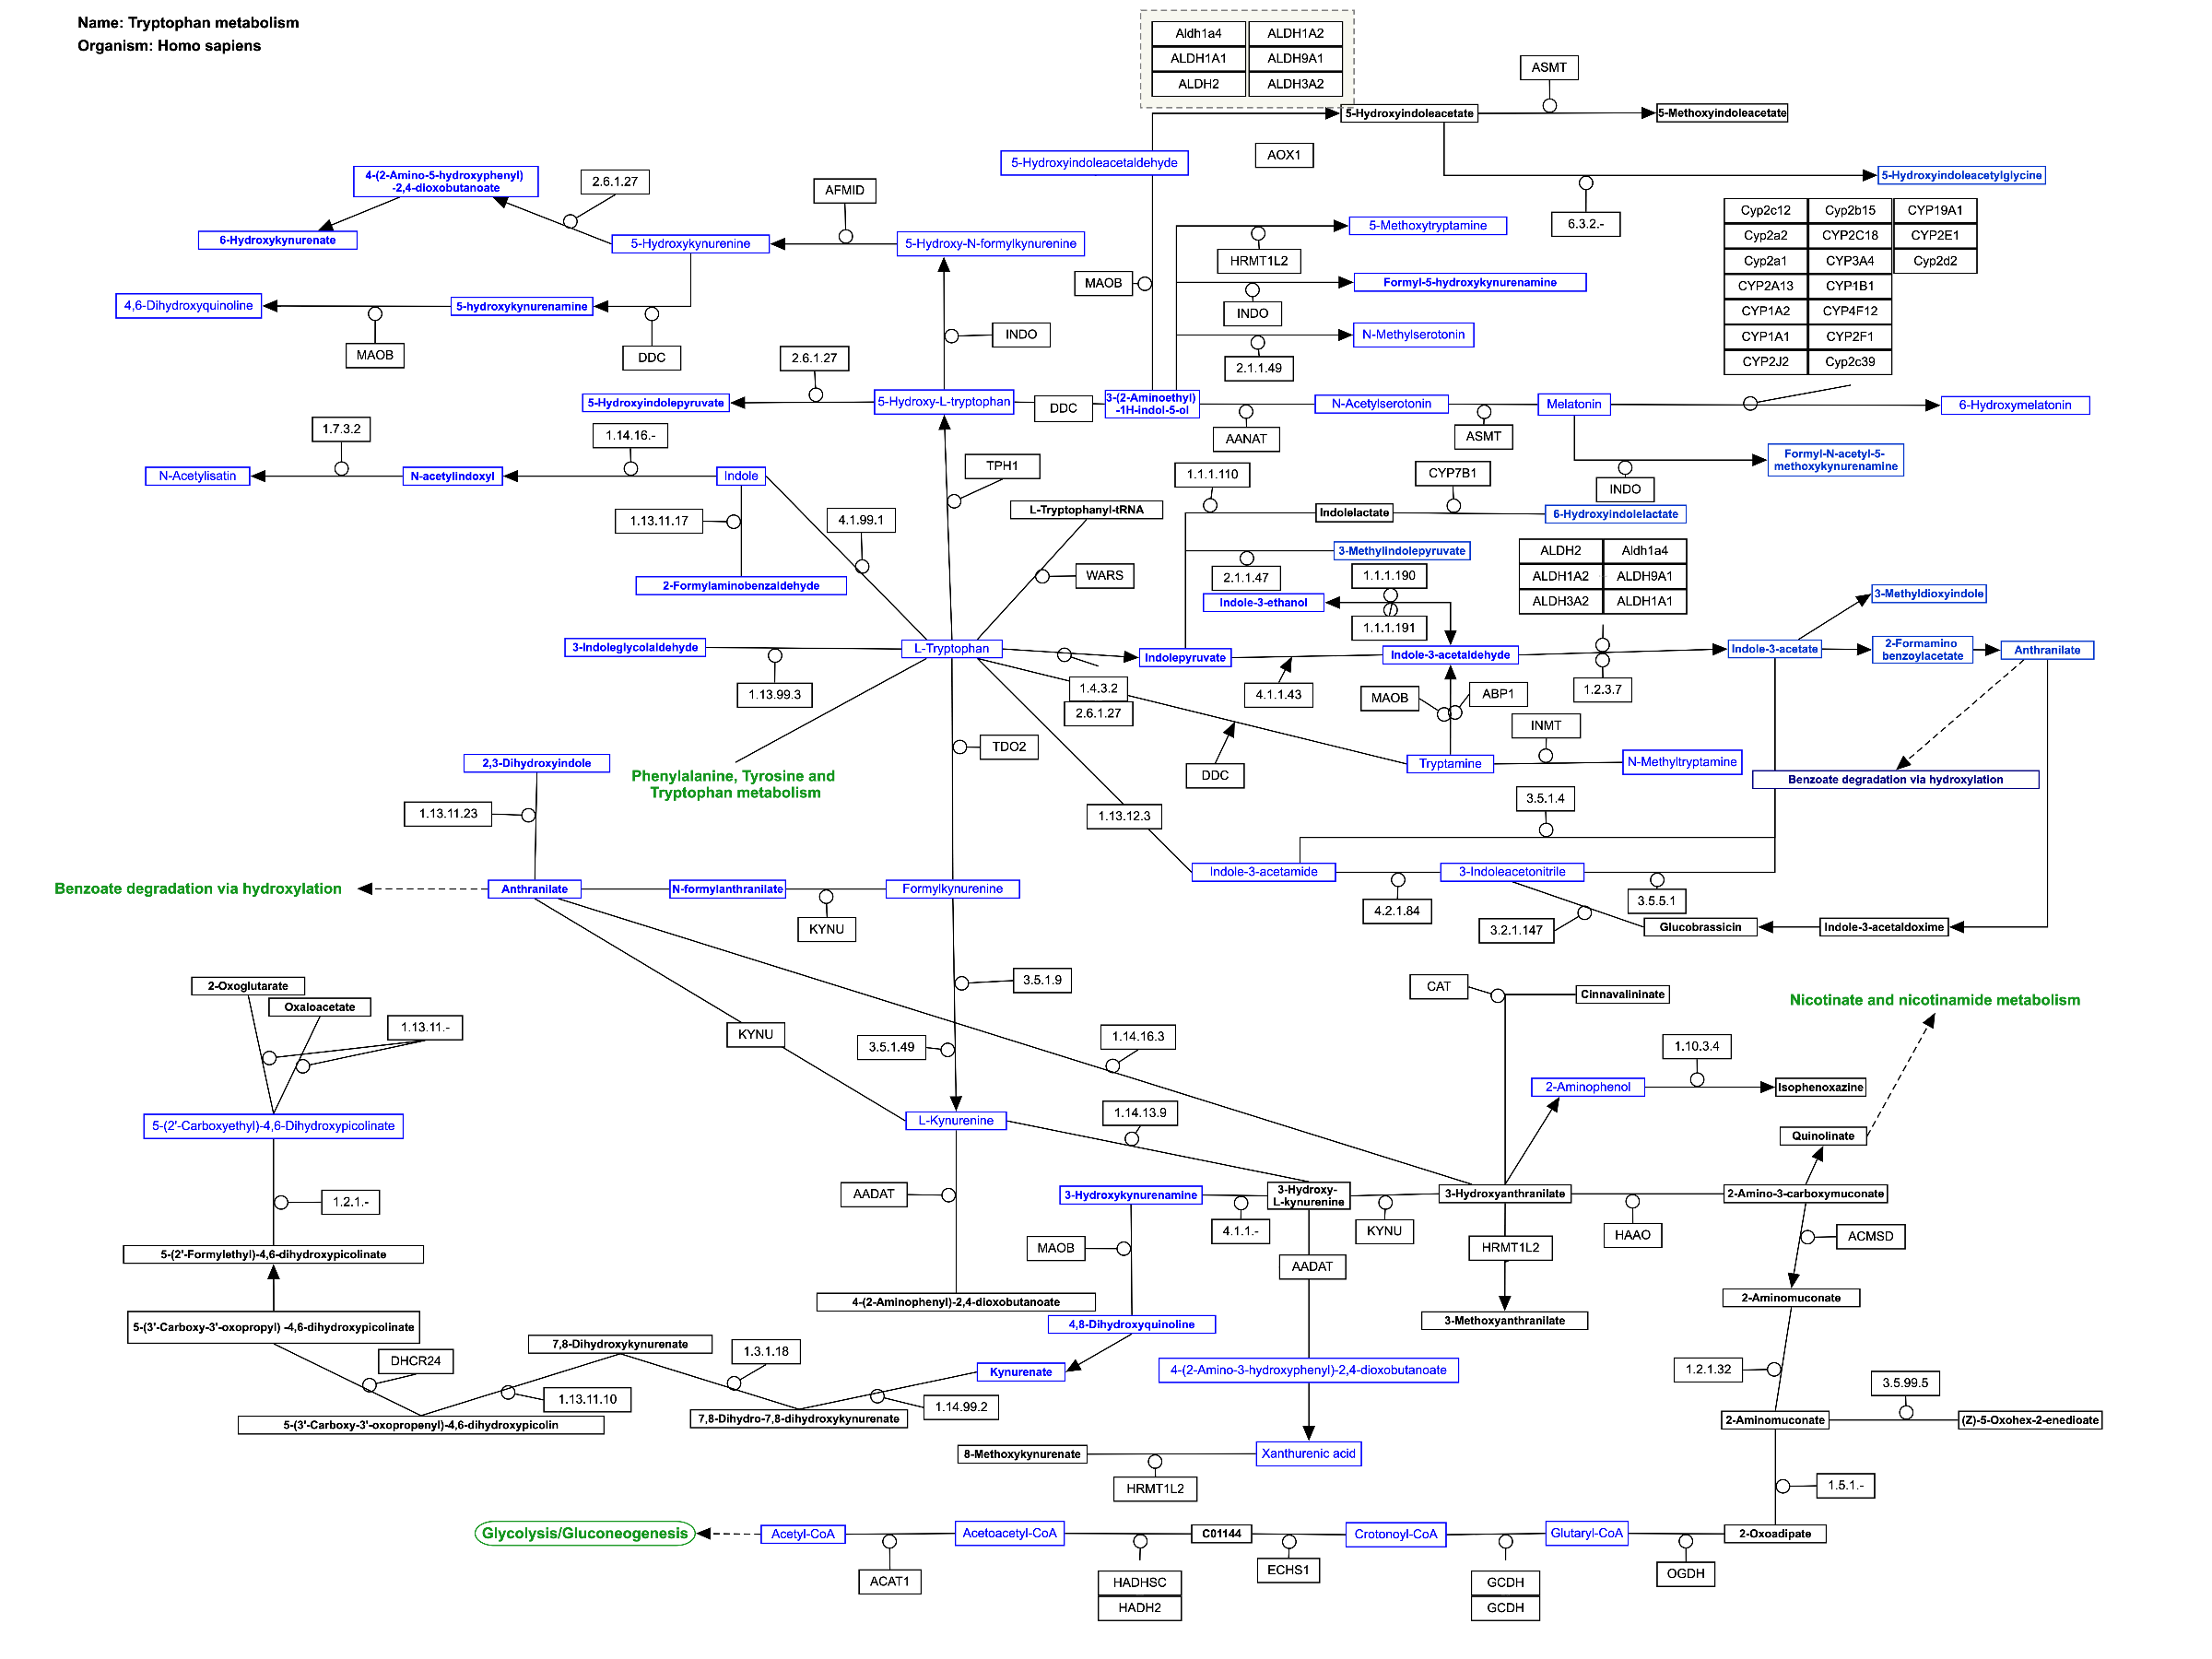 Name: Tryptophan metabolism
Organism: Homo sapiens
Aldh1a4
ALDH1A2
ALDH1A1
ALDH9A1
ALDH2
ALDH3A2
ASMT
5-Hydroxyindoleacetate
5-Methoxyindoleacetate
AOX1
5-Hydroxyindoleacetaldehyde
5-Hydroxyindoleacetylglycine
6.3.2.-
4-(2-Amino-5-hydroxyphenyl)
-2,4-dioxobutanoate
2.6.1.27
AFMID
6-Hydroxykynurenate
5-Hydroxykynurenine
5-Hydroxy-N-formylkynurenine
5-Methoxytryptamine
HRMT1L2
MAOB
Formyl-5-hydroxykynurenamine
INDO
N-Methylserotonin
2.1.1.49
Cyp2c12
Cyp2b15
CYP19A1
Cyp2a2
CYP2C18
CYP2E1
Cyp2a1
CYP3A4
Cyp2d2
CYP2A13
CYP1B1
CYP1A2
CYP4F12
CYP1A1
CYP2F1
CYP2J2
Cyp2c39
4,6-Dihydroxyquinoline
5-hydroxykynurenamine
MAOB
DDC
INDO
2.6.1.27
5-Hydroxyindolepyruvate
5-Hydroxy-L-tryptophan
DDC
3-(2-Aminoethyl)
-1H-indol-5-ol
N-Acetylserotonin
Melatonin
6-Hydroxymelatonin
AANAT
ASMT
1.7.3.2
1.14.16.-
N-Acetylisatin
N-acetylindoxyl
Indole
TPH1
1.1.1.110
CYP7B1
Formyl-N-acetyl-5-
methoxykynurenamine
INDO
1.13.11.17
4.1.99.1
L-Tryptophanyl-tRNA
Indolelactate
6-Hydroxyindolelactate
WARS
3-Methylindolepyruvate
2.1.1.47
1.1.1.190
ALDH2
Aldh1a4
ALDH1A2
ALDH9A1
ALDH3A2
ALDH1A1
2-Formylaminobenzaldehyde
Indole-3-ethanol
1.1.1.191
3-Methyldioxyindole
3-Indoleglycolaldehyde
L-Tryptophan
Indolepyruvate
Indole-3-acetaldehyde
Indole-3-acetate
2-Formamino
benzoylacetate
Anthranilate
1.13.99.3
1.4.3.2
2.6.1.27
4.1.1.43
MAOB
ABP1
1.2.3.7
TDO2
INMT
Phenylalanine, Tyrosine and
Tryptophan metabolism
DDC
Tryptamine
N-Methyltryptamine
Benzoate degradation via hydroxylation
2,3-Dihydroxyindole
1.13.11.23
1.13.12.3
3.5.1.4
Benzoate degradation via hydroxylation
Anthranilate
N-formylanthranilate
Formylkynurenine
Indole-3-acetamide
3-Indoleacetonitrile
KYNU
4.2.1.84
3.5.5.1
3.2.1.147
Glucobrassicin
Indole-3-acetaldoxime
2-Oxoglutarate
Oxaloacetate
1.13.11.-
3.5.1.9
CAT
Cinnavalininate
Nicotinate and nicotinamide metabolism
KYNU
3.5.1.49
1.14.16.3
1.10.3.4
2-Aminophenol
Isophenoxazine
5-(2'-Carboxyethyl)-4,6-Dihydroxypicolinate
L-Kynurenine
1.14.13.9
Quinolinate
1.2.1.-
AADAT
3-Hydroxykynurenamine
3-Hydroxy-
L-kynurenine
3-Hydroxyanthranilate
2-Amino-3-carboxymuconate
4.1.1.-
KYNU
HAAO
ACMSD
5-(2'-Formylethyl)-4,6-dihydroxypicolinate
MAOB
AADAT
HRMT1L2
4-(2-Aminophenyl)-2,4-dioxobutanoate
2-Aminomuconate
5-(3'-Carboxy-3'-oxopropyl) -4,6-dihydroxypicolinate
4,8-Dihydroxyquinoline
3-Methoxyanthranilate
7,8-Dihydroxykynurenate
1.3.1.18
DHCR24
Kynurenate
4-(2-Amino-3-hydroxyphenyl)-2,4-dioxobutanoate
1.2.1.32
3.5.99.5
1.13.11.10
1.14.99.2
5-(3'-Carboxy-3'-oxopropenyl)-4,6-dihydroxypicolin
7,8-Dihydro-7,8-dihydroxykynurenate
2-Aminomuconate
(Z)-5-Oxohex-2-enedioate
8-Methoxykynurenate
Xanthurenic acid
HRMT1L2
1.5.1.-
Glycolysis/Gluconeogenesis
Acetyl-CoA
Acetoacetyl-CoA
C01144
Crotonoyl-CoA
Glutaryl-CoA
2-Oxoadipate
ACAT1
HADHSC
HADH2
ECHS1
GCDH
GCDH
OGDH